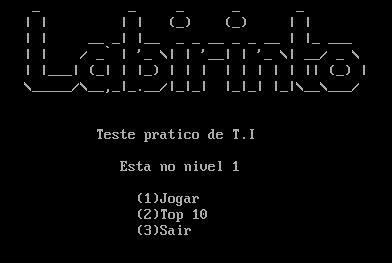 Labirinto
Teste pratico de T.I
Esta no nivel 1
(1)Jogar
(2)Top 10
(3)Sair